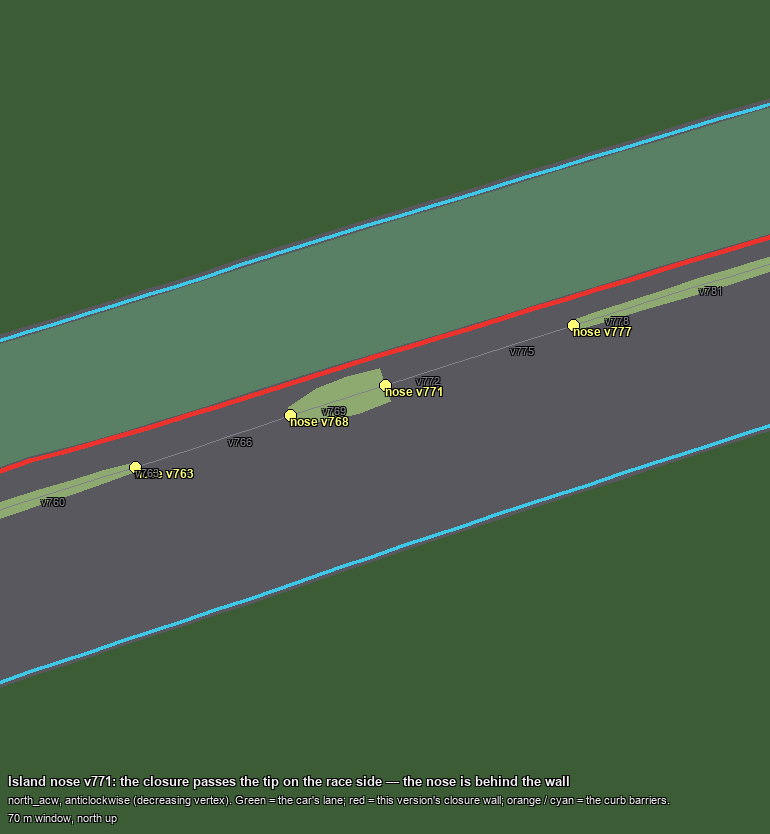 v781
v778
nose v777
v775
v772
nose v771
v769
nose v768
v766
nose v763
v760
Island nose v771: the closure passes the tip on the race side — the nose is behind the wall
north_acw, anticlockwise (decreasing vertex). Green = the car's lane; red = this version's closure wall; orange / cyan = the curb barriers.
70 m window, north up